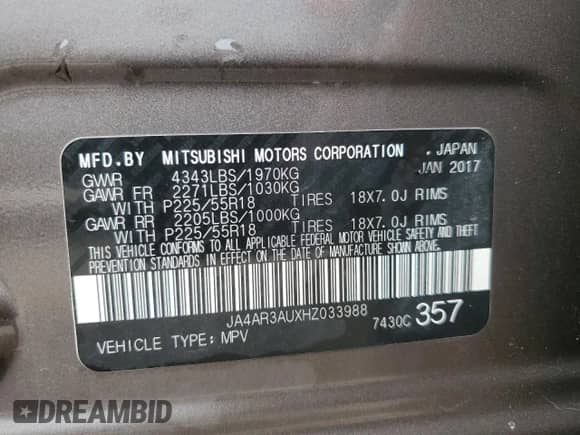 MFD.BY MITSUBISHI MOTORS CORPORATION . JAPAN
GVWR 4343LBS/1970KG JAN 2017
GAWR FR 2271LBS/1030KG
WITH P225/55R18 TIRES 18X7.0J RIMS
GAWR RR 2205LBS/1000KG
WITH P225/55R18 TIRES 18X7.0J RIMS
THIS VEHICLE CONFORMS TO ALL APPLICABLE FEDERAL MOTOR VEHICLE SAFETY AND THEFT
PREVENTION STANDARDS IN EFFECT ON THE DATE OF MANUFACTURE SHOWN ABOVE.
JA4AR3AUXHZ033988
7430C 357
VEHICLE TYPE; MPV
DREAMBID